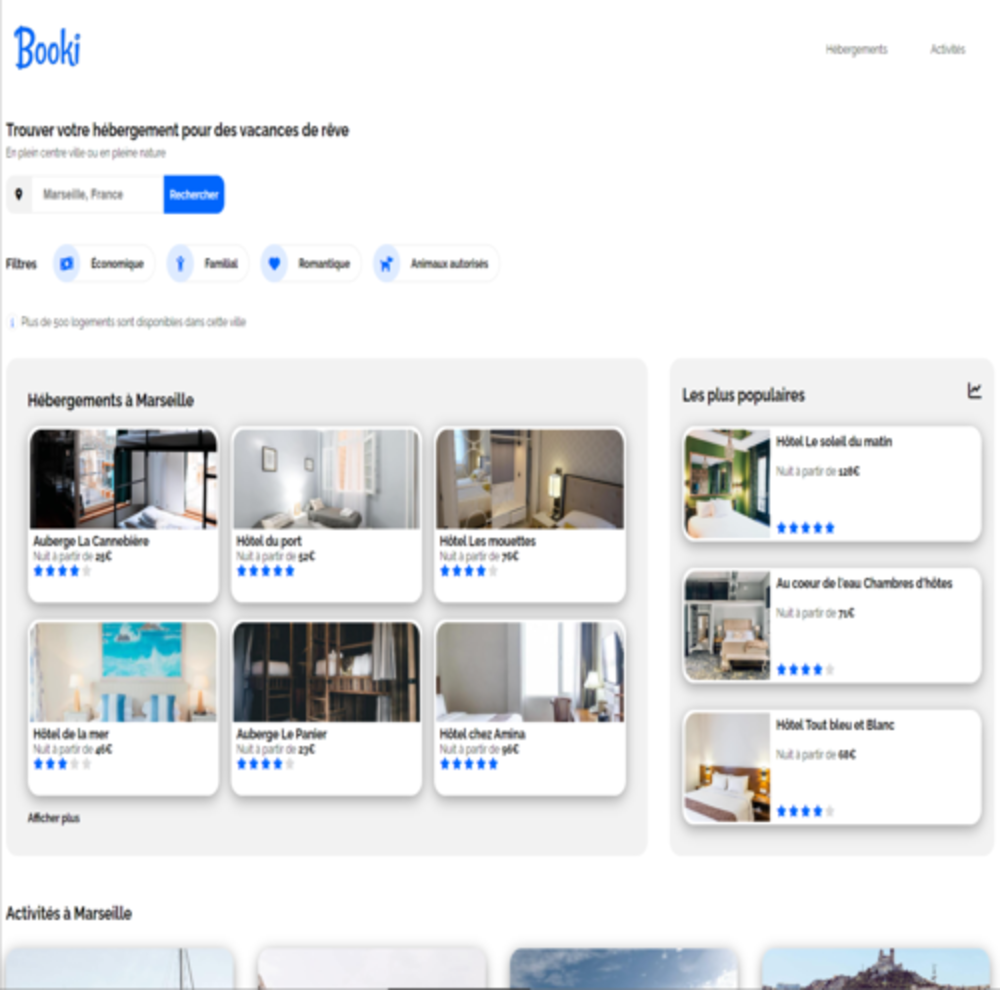 Booki
Hébergements
Activités
Trouver votre hébergement pour des vacances de rêve
En plein centre ville ou en pleine nature
Marseille, France
Rechercher
Filtres
Économique
Familial
Romantique
Animaux autorisés
Plus de 500 logements sont disponibles dans cette ville
Hébergements à Marseille
Auberge La Cannebière
Nuit à partir de 25€
Hôtel du port
Nuit à partir de 52€
Hôtel Les mouettes
Nuit à partir de 76€
Hôtel de la mer
Nuit à partir de 46€
Auberge Le Panier
Nuit à partir de 23€
Hôtel chez Amina
Nuit à partir de 96€
Afficher plus
Les plus populaires
Hôtel Le soleil du matin
Nuit à partir de 128€
Au coeur de l'eau Chambres d'hôtes
Nuit à partir de 71€
Hôtel Tout bleu et Blanc
Nuit à partir de 68€
Activités à Marseille